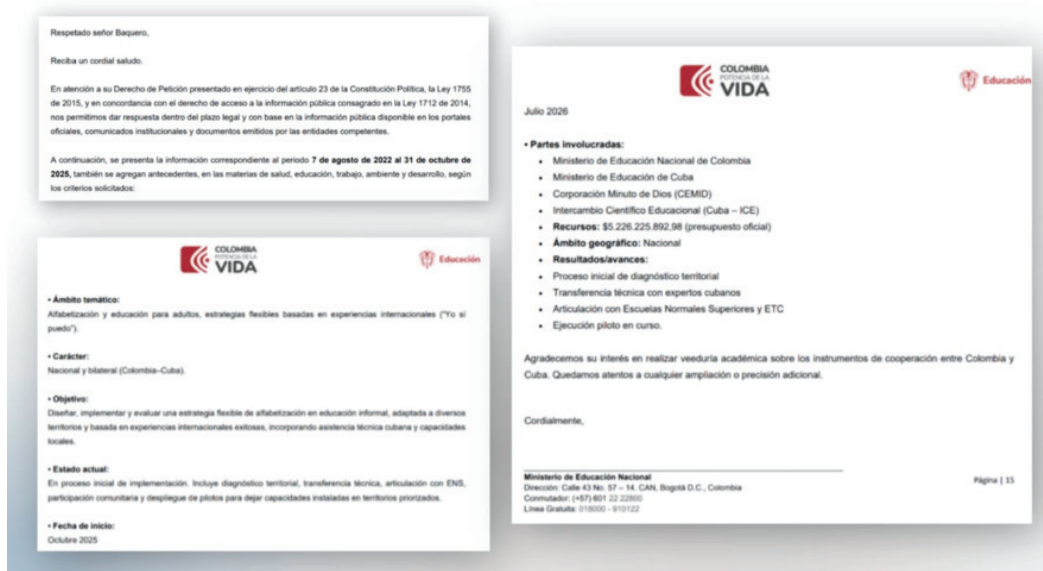 Respetado señor Baquero,
Reciba un cordial saludo.
En atención a su Derecho de Petición presentado en ejercicio del artículo 23 de la Constitución Política, la Ley 1755
de 2015, y en concordancia con el derecho de acceso a la información pública consagrado en la Ley 1712 de 2014,
nos permitimos dar respuesta dentro del plazo legal y con base en la información pública disponible en los portales
oficiales, comunicados institucionales y documentos emitidos por las entidades competentes.
A continuación, se presenta la información correspondiente al periodo 7 de agosto de 2022 al 31 de octubre de
2025, también se agregan antecedentes, en las materias de salud, educación, trabajo, ambiente y desarrollo, según
los criterios solicitados:
COLOMBIA
POTENCIA DE LA
VIDA
Educación
• Ámbito temático:
Alfabetización y educación para adultos, estrategias flexibles basadas en experiencias internacionales ("Yo sí
puedo").
• Carácter:
Nacional y bilateral (Colombia–Cuba).
• Objetivo:
Diseñar, implementar y evaluar una estrategia flexible de alfabetización en educación informal, adaptada a diversos
territorios y basada en experiencias internacionales exitosas, incorporando asistencia técnica cubana y capacidades
locales.
• Estado actual:
En proceso inicial de implementación. Incluye diagnóstico territorial, transferencia técnica, articulación con ENS,
participación comunitaria y despliegue de pilotos para dejar capacidades instaladas en territorios priorizados.
• Fecha de inicio:
Octubre 2025
COLOMBIA
POTENCIA DE LA
VIDA
Educación
Julio 2026
• Partes involucradas:
• Ministerio de Educación Nacional de Colombia
• Ministerio de Educación de Cuba
• Corporación Minuto de Dios (CEMID)
• Intercambio Científico Educacional (Cuba – ICE)
• Recursos: $5.226.225.892,98 (presupuesto oficial)
• Ámbito geográfico: Nacional
• Resultados/avances:
• Proceso inicial de diagnóstico territorial
• Transferencia técnica con expertos cubanos
• Articulación con Escuelas Normales Superiores y ETC
• Ejecución piloto en curso.
Agradecemos su interés en realizar veeduría académica sobre los instrumentos de cooperación entre Colombia y
Cuba. Quedamos atentos a cualquier ampliación o precisión adicional.
Cordialmente,
Ministerio de Educación Nacional
Dirección: Calle 43 No. 57 – 14. CAN, Bogotá D.C., Colombia
Conmutador: (+57) 601 22 22800
Línea Gratuita: 018000 - 910122
Página | 15